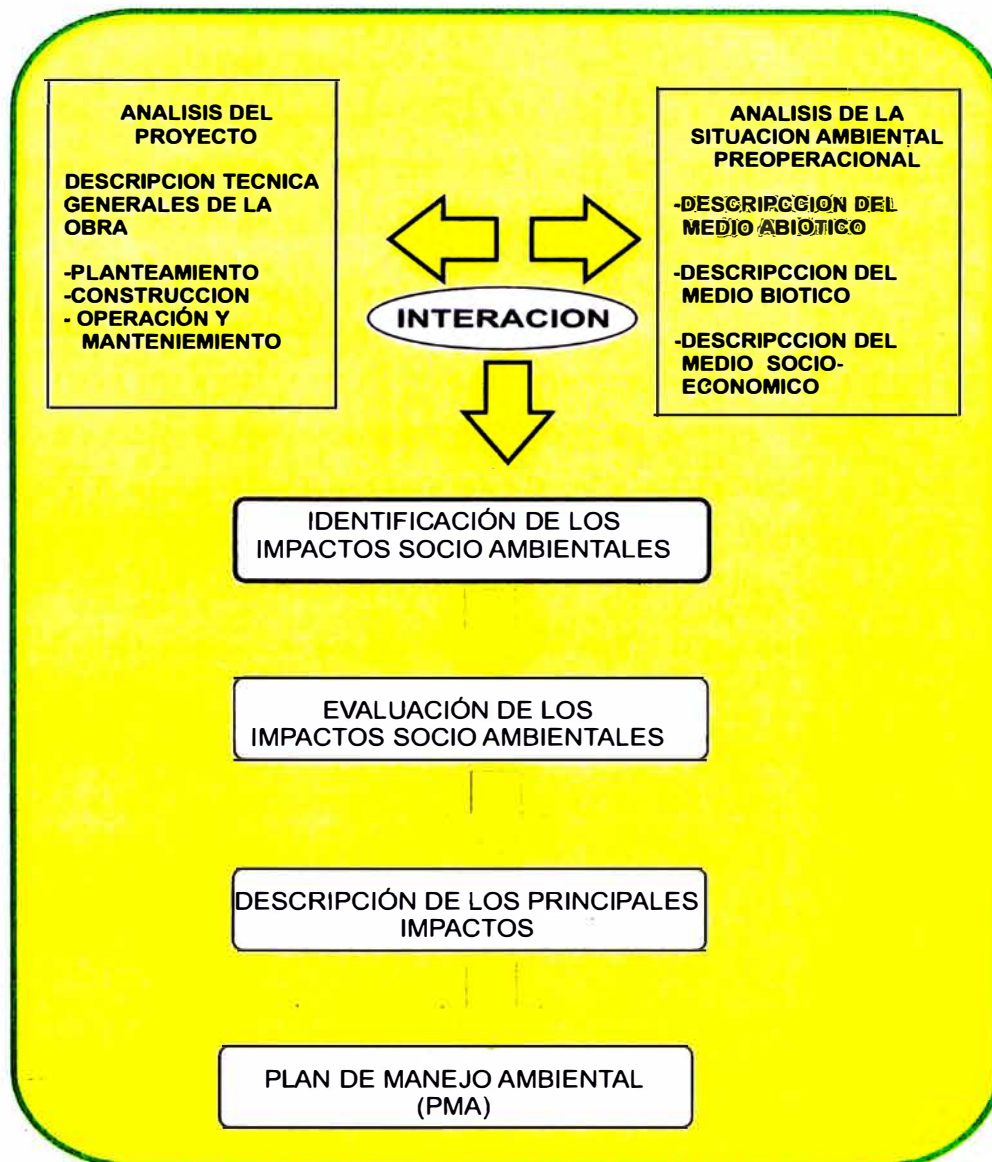 ANALISIS DEL
PROYECTO
DESCRIPCION TECNICA
GENERALES DE LA
OBRA
-PLANTEAMIENTO
-CONSTRUCCION
- OPERACIÓN Y
MANTENIEMIENTO
ANALISIS DE LA
SITUACION AMBIENTAL
PREOPERACIONAL
-DESCRIPCCION DEL
MEDIO ABIOTICO
-DESCRIPCCION DEL
MEDIO BIOTICO
-DESCRIPCCION DEL
MEDIO SOCIO-
ECONOMICO
INTERACION
IDENTIFICACIÓN DE LOS
IMPACTOS SOCIO AMBIENTALES
EVALUACIÓN DE LOS
IMPACTOS SOCIO AMBIENTALES
DESCRIPCIÓN DE LOS PRINCIPALES
IMPACTOS
PLAN DE MANEJO AMBIENTAL
(PMA)